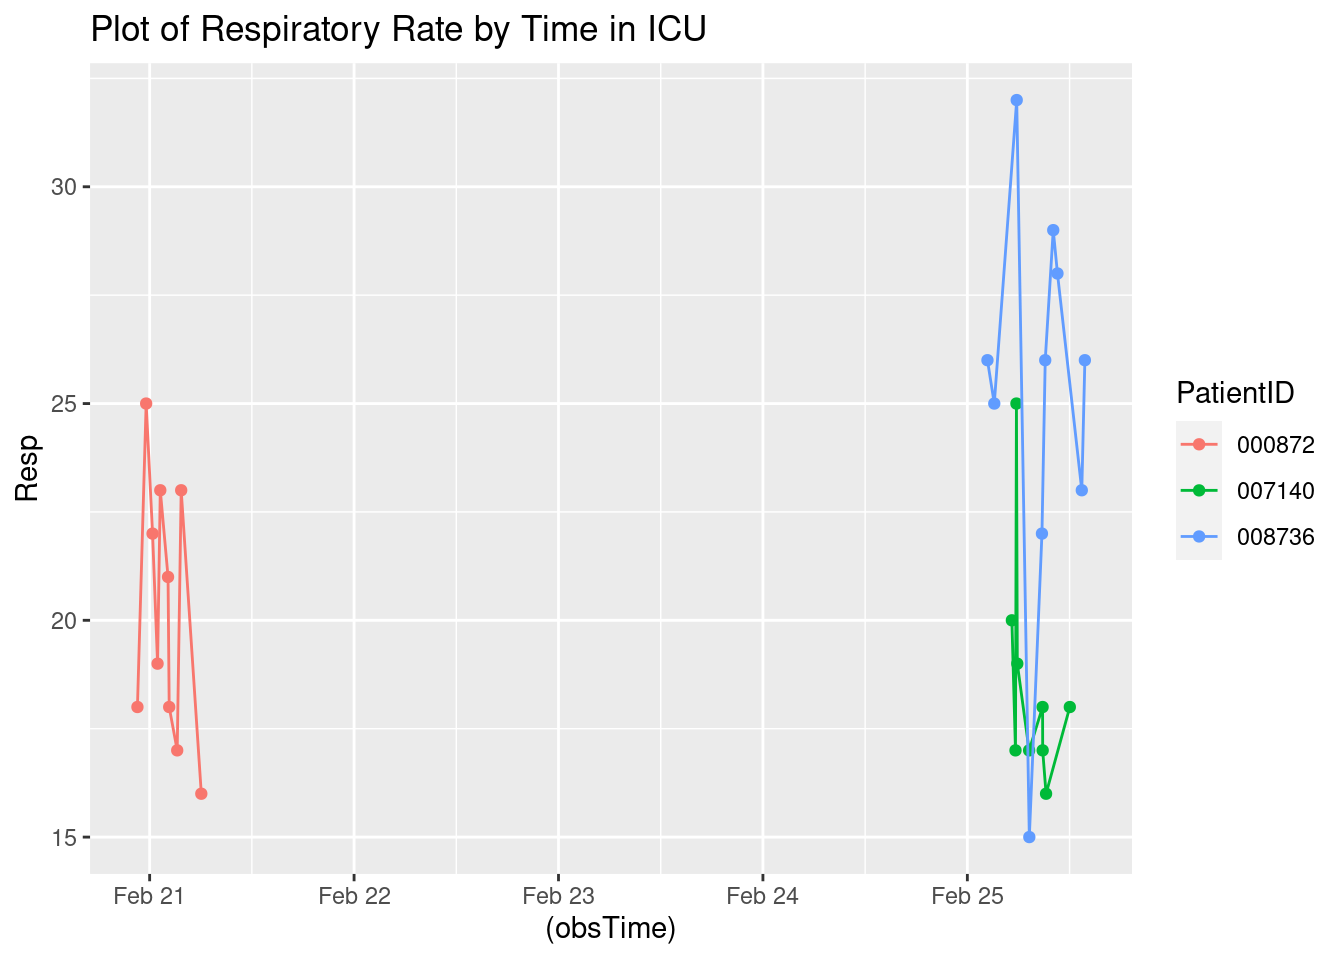 Plot of Respiratory Rate by Time in ICU
Resp
30
25
20
15
Feb 21
Feb 22
Feb 23
Feb 24
Feb 25
(obsTime)
PatientID
000872
007140
008736